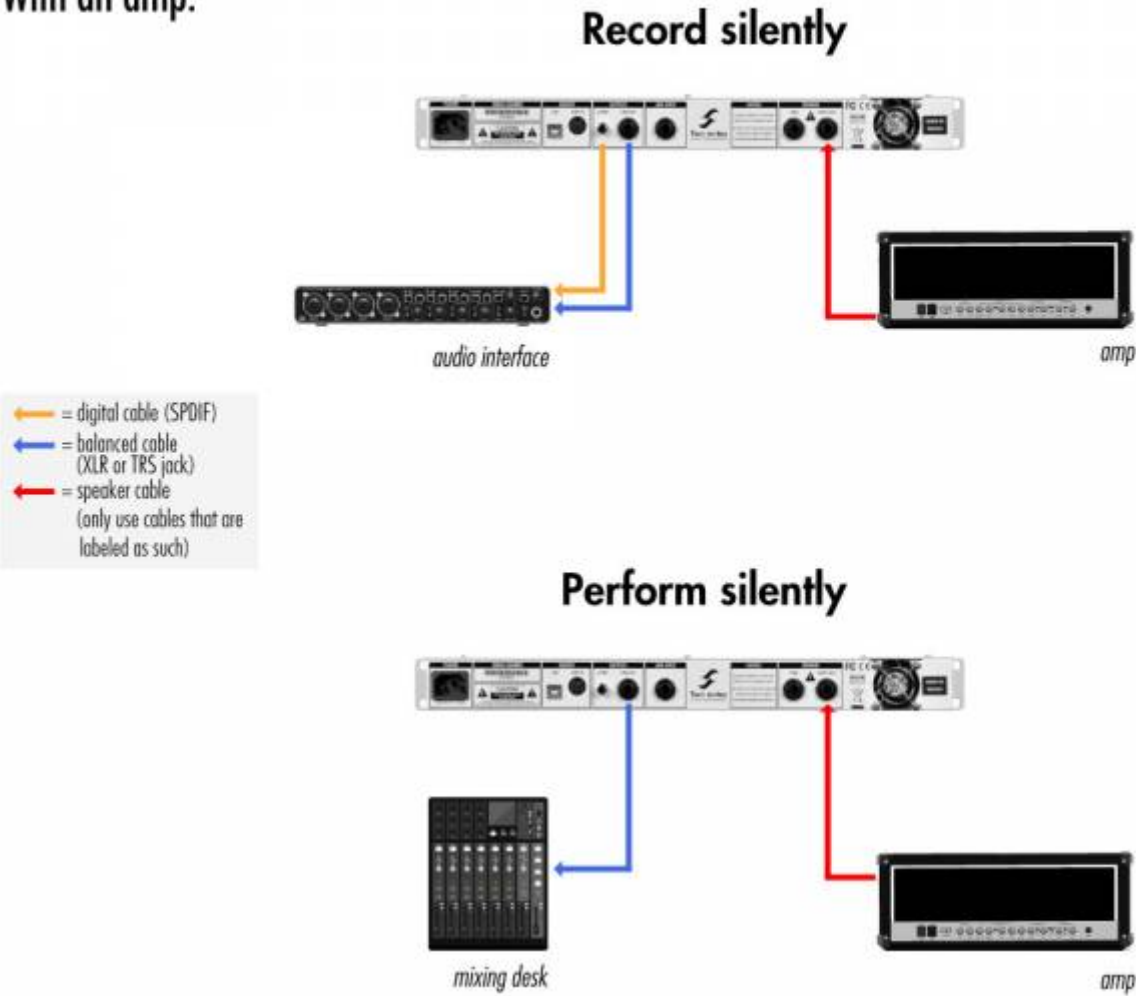 With an amp:
Record silently
audio interface
amp
= digital cable (SPDIF)
= balanced cable
(XLR or TRS jack)
= speaker cable
(only use cables that are
labeled as such)
Perform silently
mixing desk
amp